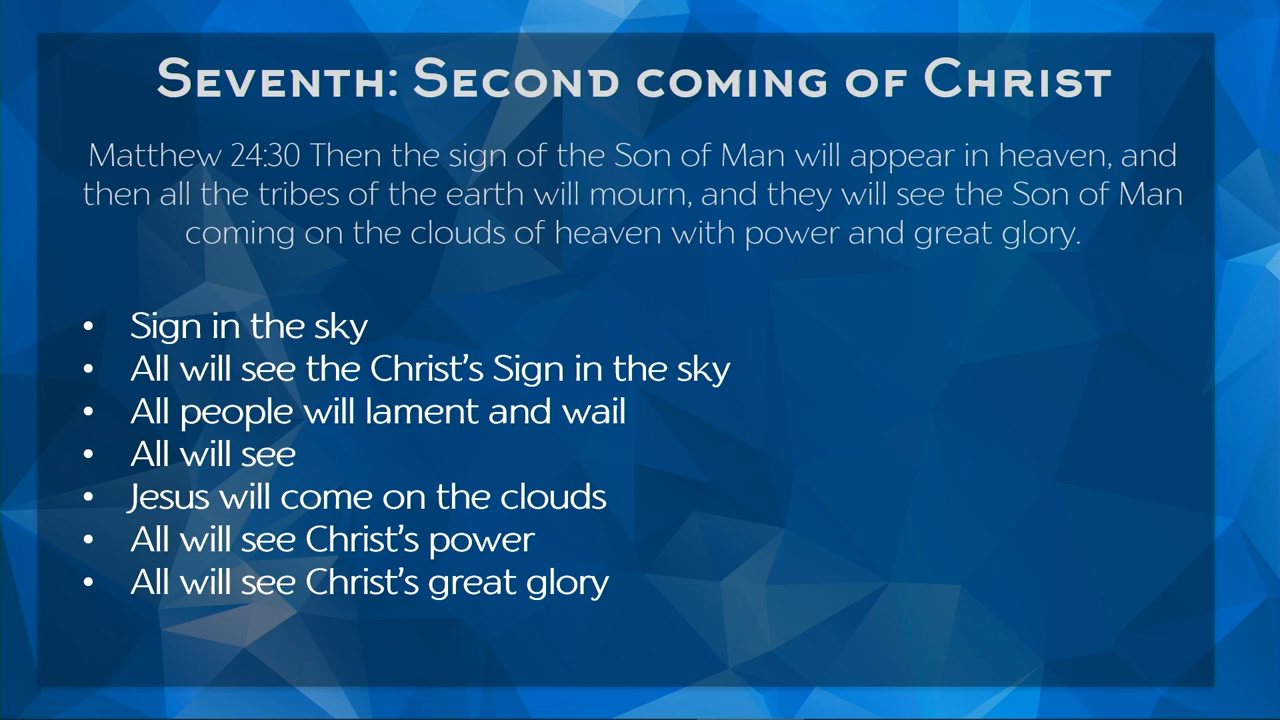 Seventh: Second coming of Christ
Matthew 24:30 Then the sign of the Son of Man will appear in heaven, and
then all the tribes of the earth will mourn, and they will see the Son of Man
coming on the clouds of heaven with power and great glory.
• Sign in the sky
• All will see the Christ's Sign in the sky
• All people will lament and wail
• All will see
• Jesus will come on the clouds
• All will see Christ's power
• All will see Christ's great glory